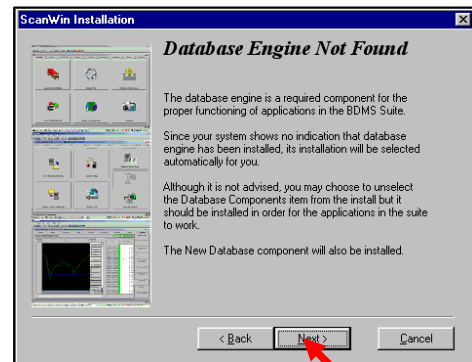 ScanWin Installation
Database Engine Not Found
The database engine is a required component for the
proper functioning of applications in the BDMS Suite.
Since your system shows no indication that database
engine has been installed, its installation will be selected
automatically for you.
Although it is not advised, you may choose to unselect
the Database Components item from the install but it
should be installed in order for the applications in the suite
to work.
The New Database component will also be installed.
< Back
Next >
Cancel